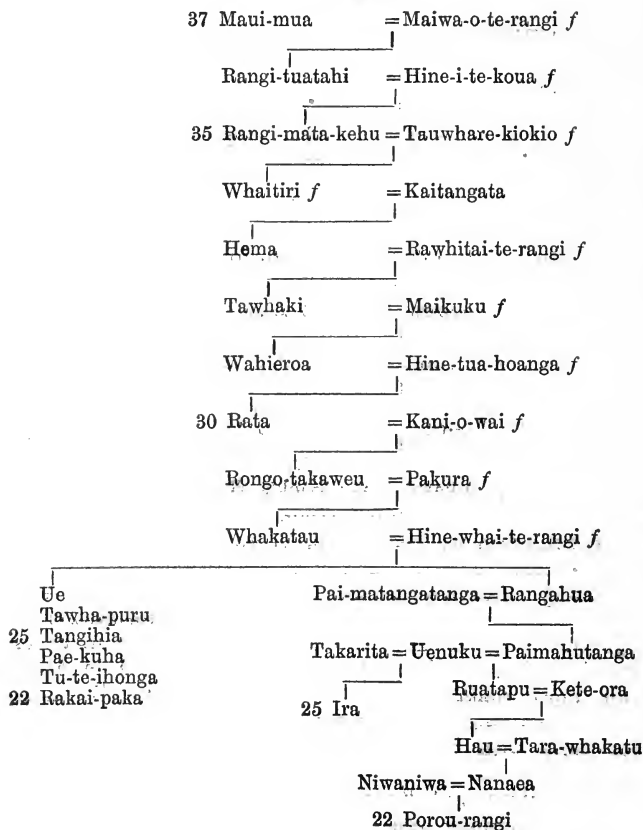 37 Maui-mua = Maiwa-o-te-rangi f
Rangi-tuatahi = Hine-i-te-koua f
35 Rangi-mata-kehu = Tauwhare-kiokio f
Whaitiri f = Kaitangata
Hema = Rawhitai-te-rangi f
Tawhaki = Maikuku f
Wahieroa = Hine-tua-hoanga f
30 Rata = Kani-o-wai f
Rongo-takaweu = Pakura f
Whakatau = Hine-whai-te-rangi f
Ue
Tawha-puru
25 Tangihia
Pae-kuha
Tu-te-ihonga
22 Rakai-paka
Pai-matangatanga = Rangahua
Takarita = Uenuku = Paimahutanga
25 Ira
Ruatapu = Kete-ora
Hau = Tara-whakatu
Niwaniwa = Nanaea
22 Porou-rangi